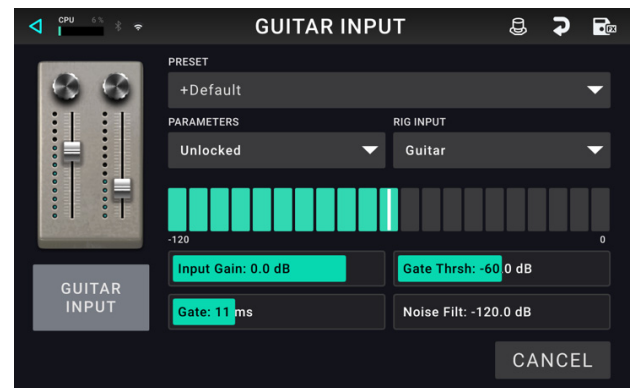 CPU 6%
GUITAR INPUT
FX
PRESET
+Default
PARAMETERS
RIG INPUT
Unlocked
Guitar
-120
0
Input Gain: 0.0 dB
Gate Thrsh: -60.0 dB
GUITAR
INPUT
Gate: 11 ms
Noise Filt: -120.0 dB
CANCEL